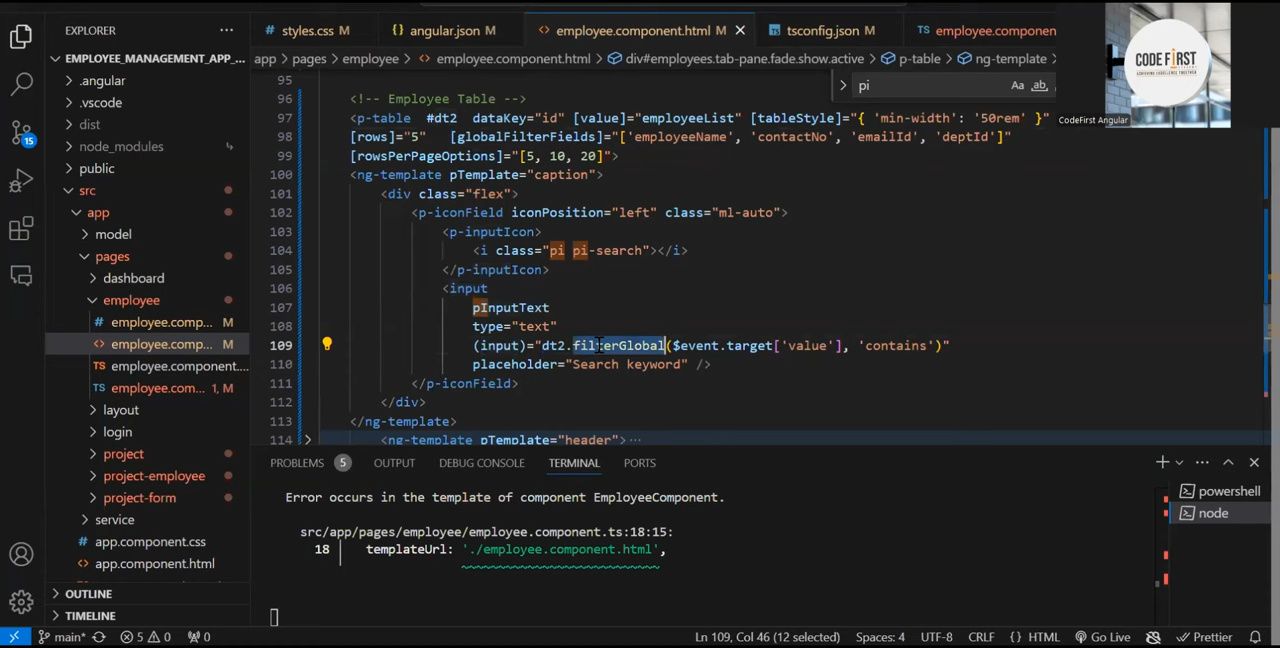 EXPLORER
EMPLOYEE_MANAGEMENT_APP_...
.angular
.vscode
dist
node_modules
public
src
app
model
pages
dashboard
employee
employee.comp... M
employee.comp... M
employee.component....
employee.com... 1, M
layout
login
project
project-employee
project-form
service
app.component.css
app.component.html
OUTLINE
TIMELINE
15
styles.css M
angular.json M
employee.component.html M
tsconfig.json M
employee.component
app > pages > employee > employee.component.html > div#employees.tab-pane.fade.show.active > p-table > ng-template
pi
Aa ab
CODE FIRST
CodeFirst Angular
95
96 <!-- Employee Table -->
97 <p-table #dt2 dataKey="id" [value]="employeeList" [tableStyle]="{ 'min-width': '50rem' }"
98 [rows]="5" [globalFilterFields]="['employeeName', 'contactNo', 'emailId', 'deptId']"
99 [rowsPerPageOptions]="[5, 10, 20]">
100 <ng-template pTemplate="caption">
101 <div class="flex">
102 <p-iconField iconPosition="left" class="ml-auto">
103 <p-inputIcon>
104 <i class="pi pi-search"></i>
105 </p-inputIcon>
106 <input
107 pInputText
108 type="text"
109 (input)="dt2.filterGlobal($event.target['value'], 'contains')"
110 placeholder="Search keyword" />
111 </p-iconField>
112 </div>
113 </ng-template>
114 <ng-template pTemplate="header"> ...
PROBLEMS 5 OUTPUT DEBUG CONSOLE TERMINAL PORTS
Error occurs in the template of component EmployeeComponent.
src/app/pages/employee/employee.component.ts:18:15:
18 templateUrl: './employee.component.html',
powershell
node
main* 5 0 0
Ln 109, Col 46 (12 selected) Spaces: 4 UTF-8 CRLF {} HTML Go Live Prettier